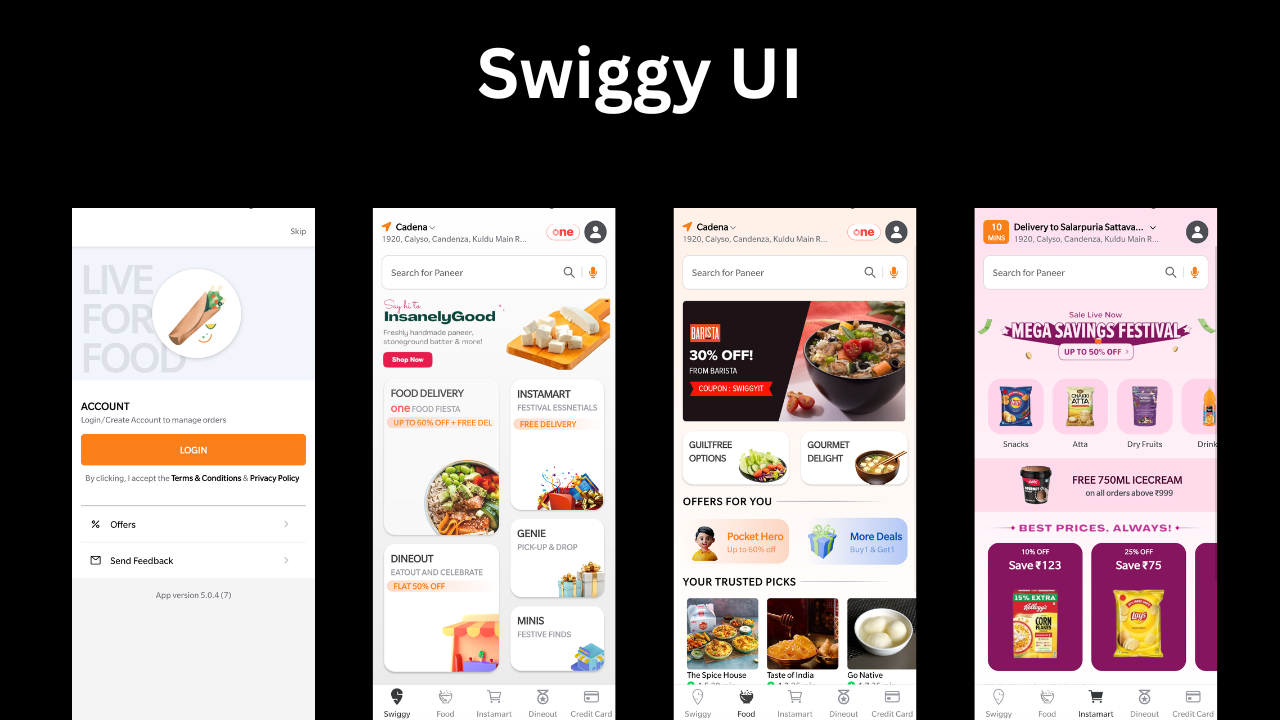 Swiggy UI
Skip
LIVE
FOR
FOOD
ACCOUNT
Login/Create Account to manage orders
LOGIN
By clicking, I accept the Terms & Conditions & Privacy Policy
Offers
Send Feedback
App version 5.0.4 (7)
Cadena
1920, Calyso, Candenza, Kuldu Main R...
one
Search for Paneer
Say hi to
InsanelyGood
Freshly handmade paneer,
stoneground batter & more!
Shop Now
FOOD DELIVERY
one FOOD FIESTA
UP TO 60% OFF + FREE DEL
INSTAMART
FESTIVAL ESSNETIALS
FREE DELIVERY
GENIE
PICK-UP & DROP
DINEOUT
EATOUT AND CELEBRATE
FLAT 50% OFF
MINIS
FESTIVE FINDS
Swiggy Food Instamart Dineout Credit Card
Cadena
1920, Calyso, Candenza, Kuldu Main R...
one
Search for Paneer
BARISTA
30% OFF!
FROM BARISTA
COUPON : SWIGGYIT
GUILTFREE
OPTIONS
GOURMET
DELIGHT
OFFERS FOR YOU
Pocket Hero
Up to 60% off
More Deals
Buy1 & Get1
YOUR TRUSTED PICKS
The Spice House Taste of India Go Native
Swiggy Food Instamart Dineout Credit Card
10
MINS
Delivery to Salarpuria Sattava...
1920, Calyso, Candenza, Kuldu Main R...
Search for Paneer
Sale Live Now
MEGA SAVINGS FESTIVAL
UP TO 50% OFF
Snacks Atta Dry Fruits Drink
CHAKKI
ATTA
FREE 750ML ICECREAM
on all orders above ₹999
BEST PRICES. ALWAYS!
10% OFF
Save ₹123
25% OFF
Save ₹75
15% EXTRA
Kellogg's
CORN
FLAKES
Lay's
Swiggy Food Instamart Dineout Credit Card